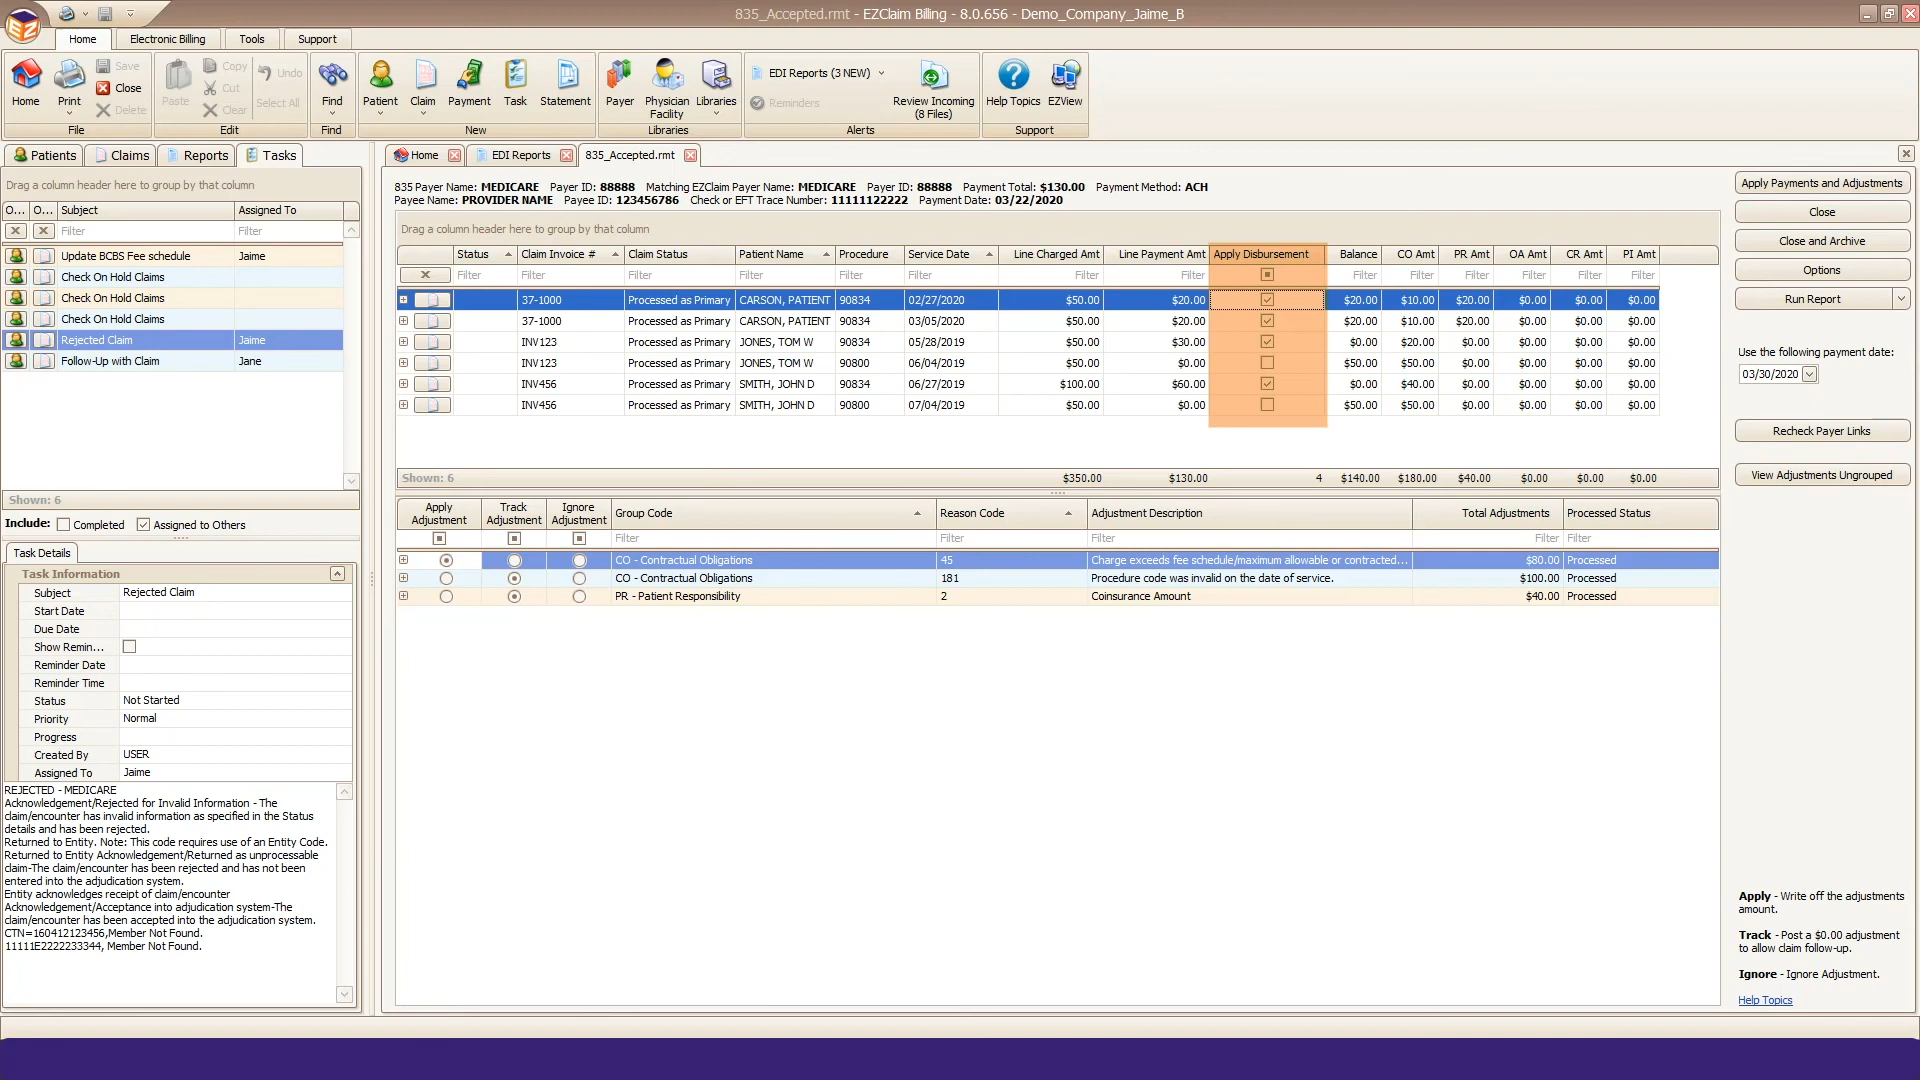 835_Accepted.rmt - EZClaim Billing - 8.0.656 - Demo_Company_Jaime_B
Home Electronic Billing Tools Support
Home Print Save Close Delete Paste Copy Cut Clear Undo Select All Find Patient Claim Payment Task Statement Payer Physician Facility Libraries EDI Reports (3 NEW) Reminders Review Incoming (8 Files) Help Topics EZView
File Edit Find New Libraries Alerts Support
Patients Claims Reports Tasks
Home EDI Reports 835_Accepted.rmt
Drag a column header here to group by that column
O... O... Subject Assigned To
Filter Filter
Update BCBS Fee schedule Jaime
Check On Hold Claims
Check On Hold Claims
Check On Hold Claims
Rejected Claim Jaime
Follow-Up with Claim Jane
Shown: 6
Include: Completed Assigned to Others
Task Details
Task Information
Subject Rejected Claim
Start Date
Due Date
Show Remin...
Reminder Date
Reminder Time
Status Not Started
Priority Normal
Progress
Created By USER
Assigned To Jaime
REJECTED - MEDICARE
Acknowledgement/Rejected for Invalid Information - The
claim/encounter has invalid information as specified in the Status
details and has been rejected.
Returned to Entity. Note: This code requires use of an Entity Code.
Returned to Entity Acknowledgement/Returned as unprocessable
claim-The claim/encounter has been rejected and has not been
entered into the adjudication system.
Entity acknowledges receipt of claim/encounter
Acknowledgement/Acceptance into adjudication system-The
claim/encounter has been accepted into the adjudication system.
CTN=160412123456,Member Not Found.
11111E2222233344, Member Not Found.
835 Payer Name: MEDICARE Payer ID: 88888 Matching EZClaim Payer Name: MEDICARE Payer ID: 88888 Payment Total: $130.00 Payment Method: ACH
Payee Name: PROVIDER NAME Payee ID: 123456786 Check or EFT Trace Number: 11111122222 Payment Date: 03/22/2020
Drag a column header here to group by that column
Status Claim Invoice # Claim Status Patient Name Procedure Service Date Line Charged Amt Line Payment Amt Apply Disbursement Balance CO Amt PR Amt OA Amt CR Amt PI Amt
Filter Filter Filter Filter Filter Filter Filter Filter Filter Filter Filter Filter Filter Filter
37-1000 Processed as Primary CARSON, PATIENT 90834 02/27/2020 $50.00 $20.00 $20.00 $10.00 $20.00 $0.00 $0.00 $0.00
37-1000 Processed as Primary CARSON, PATIENT 90834 03/05/2020 $50.00 $20.00 $20.00 $10.00 $20.00 $0.00 $0.00 $0.00
INV123 Processed as Primary JONES, TOM W 90834 05/28/2019 $50.00 $30.00 $0.00 $20.00 $0.00 $0.00 $0.00 $0.00
INV123 Processed as Primary JONES, TOM W 90800 06/04/2019 $50.00 $0.00 $50.00 $50.00 $0.00 $0.00 $0.00 $0.00
INV456 Processed as Primary SMITH, JOHN D 90834 06/27/2019 $100.00 $60.00 $0.00 $40.00 $0.00 $0.00 $0.00 $0.00
INV456 Processed as Primary SMITH, JOHN D 90800 07/04/2019 $50.00 $0.00 $50.00 $50.00 $0.00 $0.00 $0.00 $0.00
Shown: 6 $350.00 $130.00 4 $140.00 $180.00 $40.00 $0.00 $0.00 $0.00
Apply Adjustment Track Adjustment Ignore Adjustment Group Code Reason Code Adjustment Description Total Adjustments Processed Status
Filter Filter Filter Filter Filter
CO - Contractual Obligations 45 Charge exceeds fee schedule/maximum allowable or contracted... $80.00 Processed
CO - Contractual Obligations 181 Procedure code was invalid on the date of service. $100.00 Processed
PR - Patient Responsibility 2 Coinsurance Amount $40.00 Processed
Apply Payments and Adjustments
Close
Close and Archive
Options
Run Report
Use the following payment date:
03/30/2020
Recheck Payer Links
View Adjustments Ungrouped
Apply - Write off the adjustments
amount.
Track - Post a $0.00 adjustment
to allow claim follow-up.
Ignore - Ignore Adjustment.
Help Topics